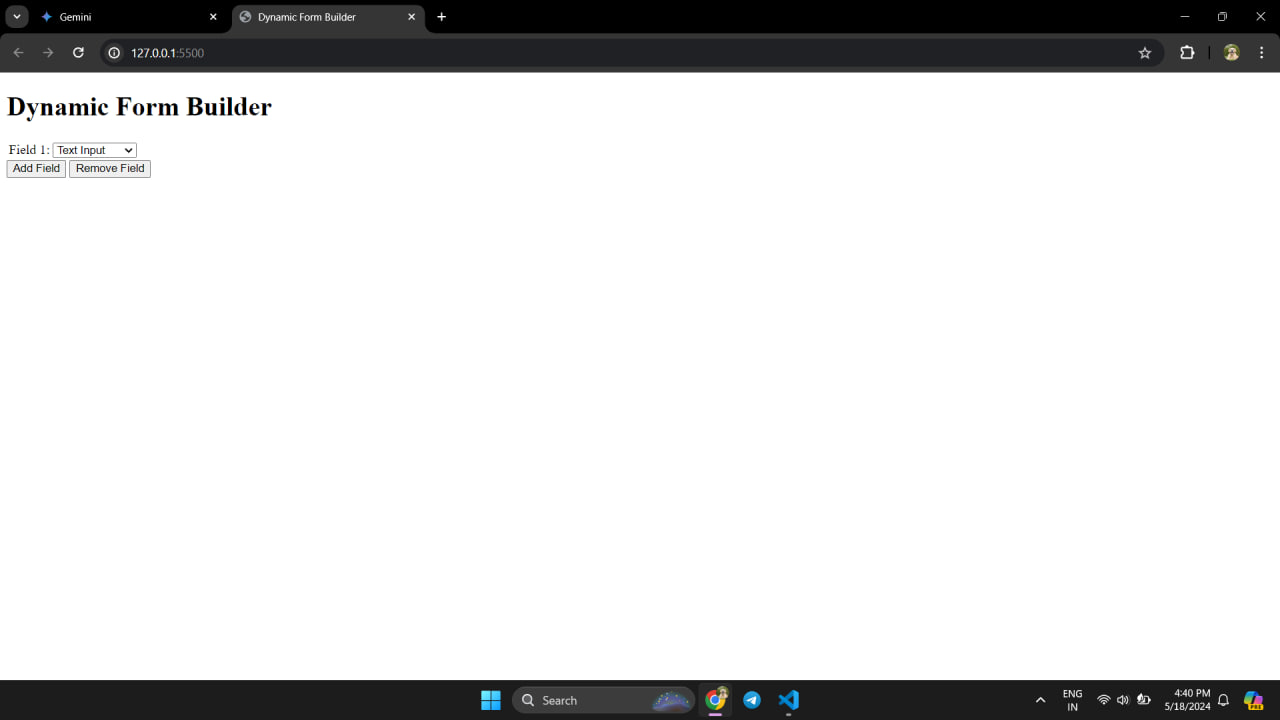 Gemini
Dynamic Form Builder
127.0.0.1:5500
Dynamic Form Builder
Field 1: Text Input
Add Field Remove Field
Search
ENG
IN
4:40 PM
5/18/2024
PRE